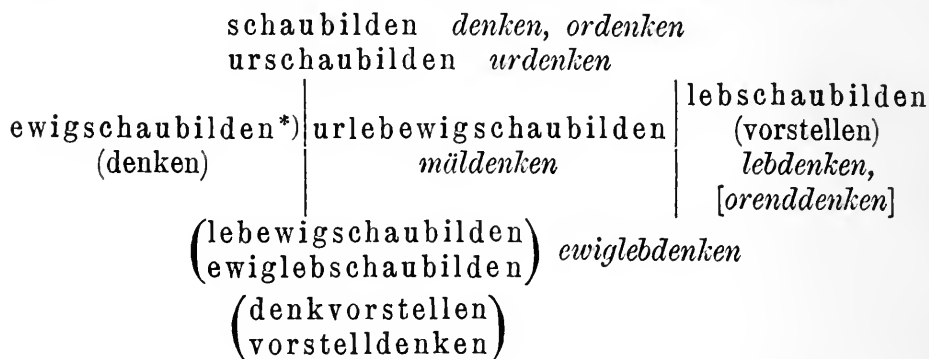 schaubilden denken, ordenken
urschaubilden urdenken
lebschaubilden
ewigschaubilden*) urlebewigschaubilden (vorstellen)
(denken) mäldenken lebdenken,
[orenddenken]
(lebewigschaubilden
ewiglebschaubilden) ewiglebdenken
(denkvorstellen
vorstelldenken)